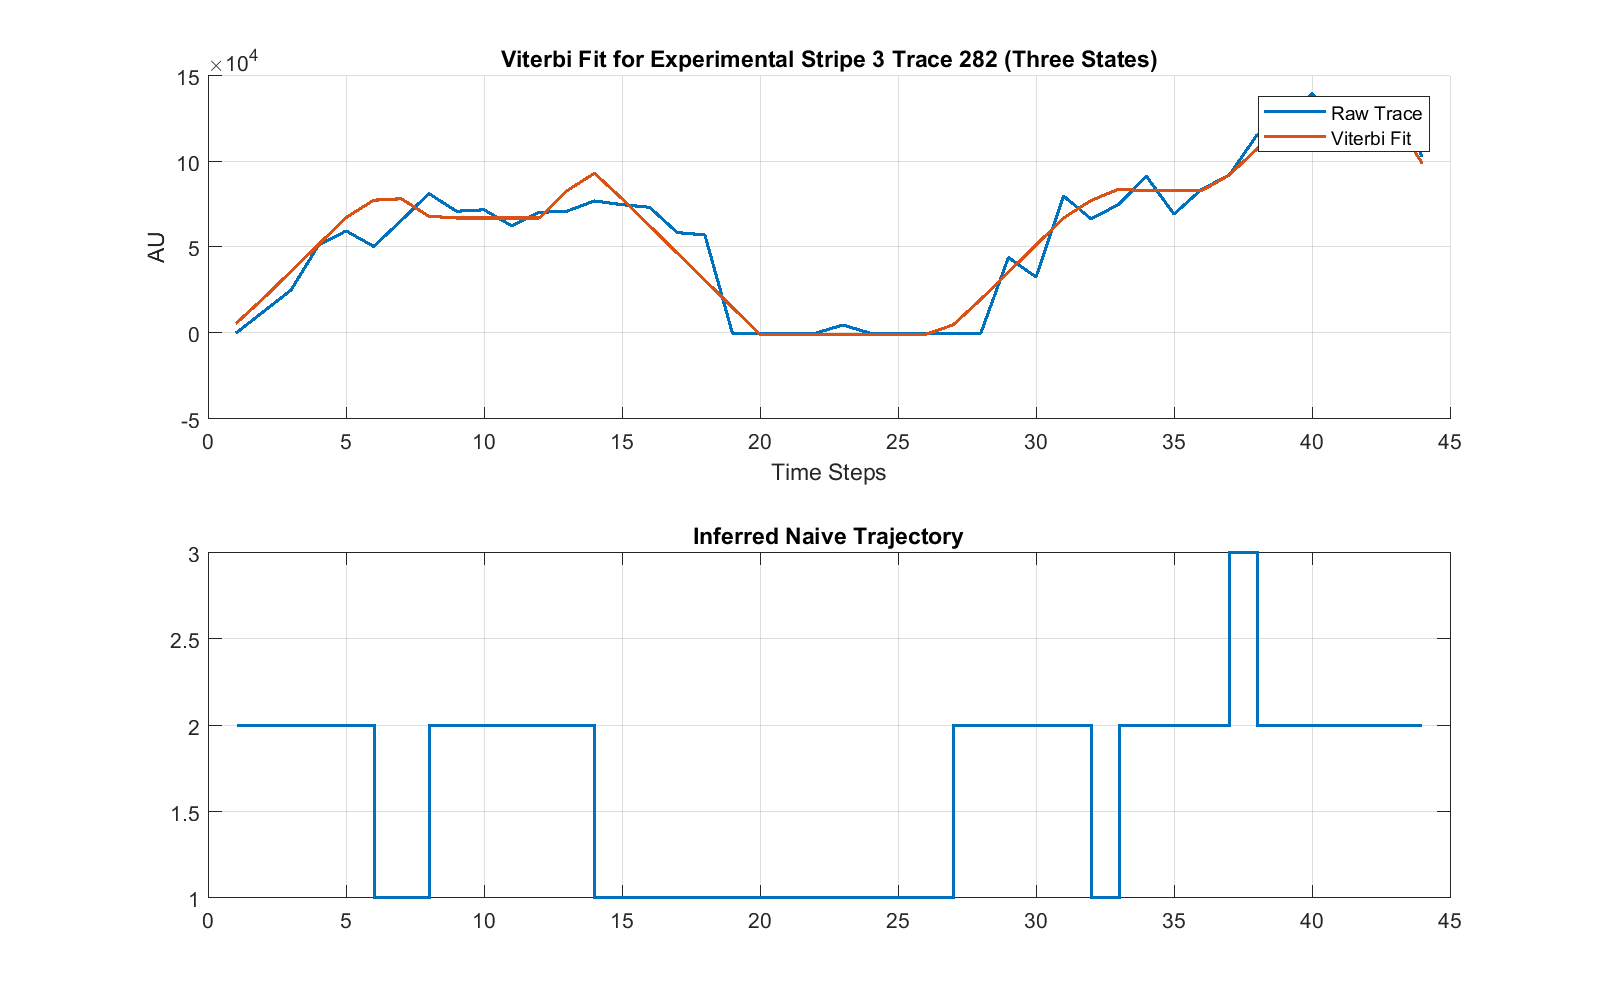 Viterbi Fit for Experimental Stripe 3 Trace 282 (Three States)
×10⁴
15
10
5
0
-5
AU
Raw Trace
Viterbi Fit
0 5 10 15 20 25 30 35 40 45
Time Steps
Inferred Naive Trajectory
3
2.5
2
1.5
1
0 5 10 15 20 25 30 35 40 45